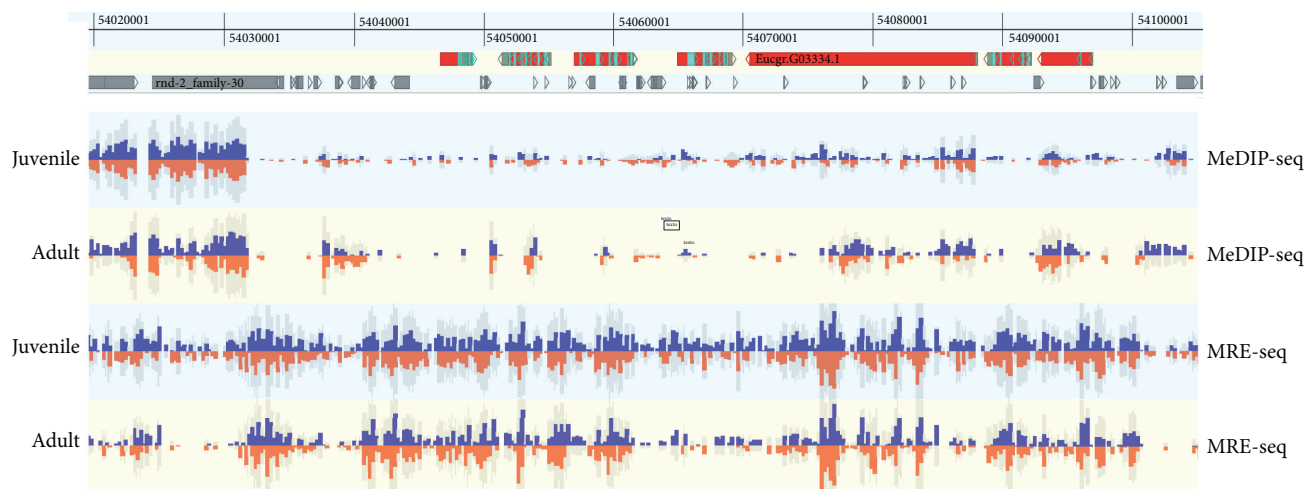 54020001 54040001 54060001 54080001 54100001
54030001 54050001 54070001 54090001
Eucgr.G03334.1
rnd-2_family-30
Juvenile MeDIP-seq
Adult MeDIP-seq
Juvenile MRE-seq
Adult MRE-seq